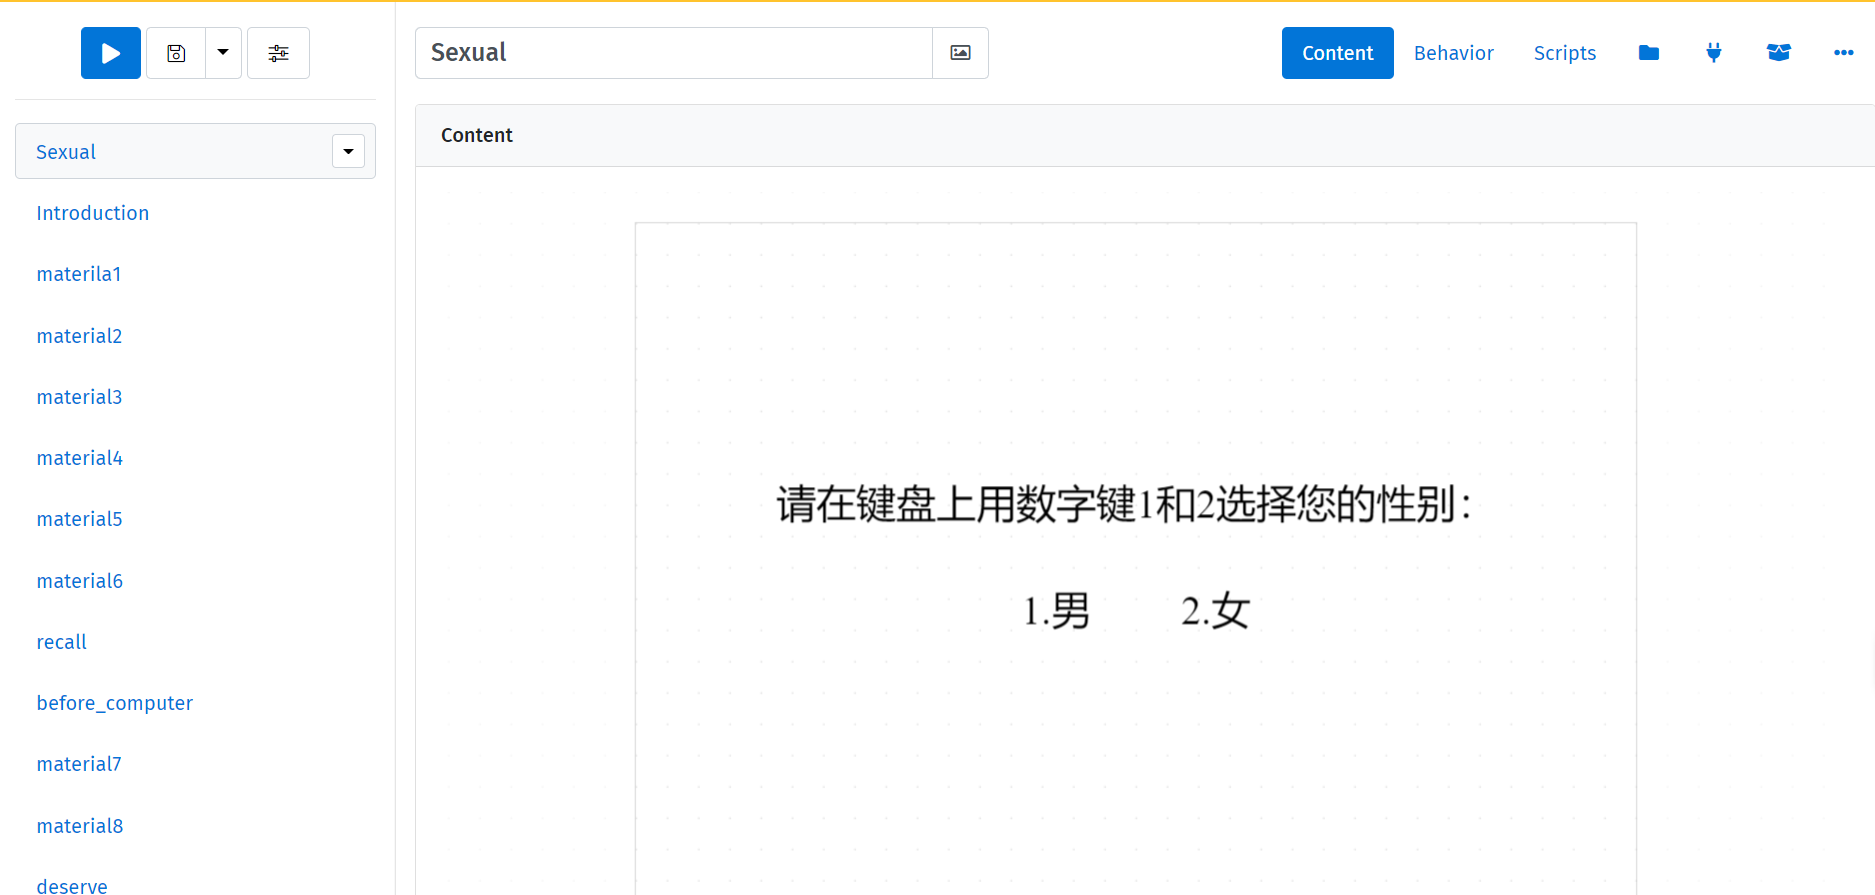 Sexual
Content
Behavior
Scripts
Content
Sexual
Introduction
materila1
material2
material3
material4
material5
material6
recall
before_computer
material7
material8
deserve
请在键盘上用数字键1和2选择您的性别：
1.男 2.女